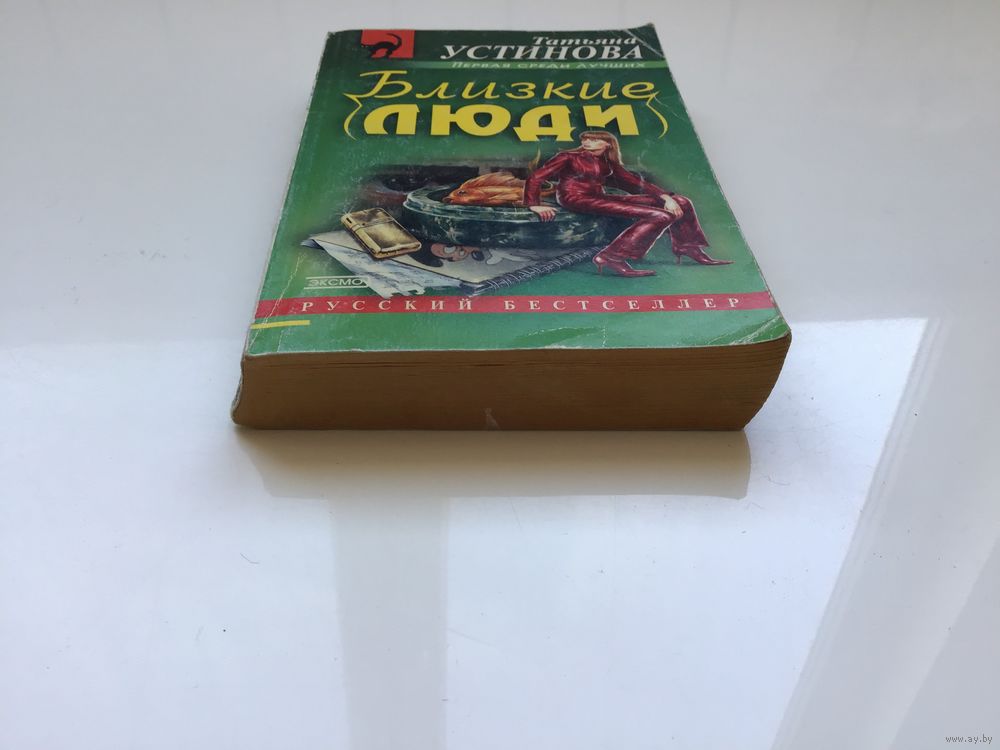 Татьяна
УСТИНОВА
ПЕРВАЯ СРЕДИ ЛУЧШИХ
Близкие
ЛЮДИ
ЭКСМО
РУССКИЙ БЕСТСЕЛЛЕР
www.ay.by